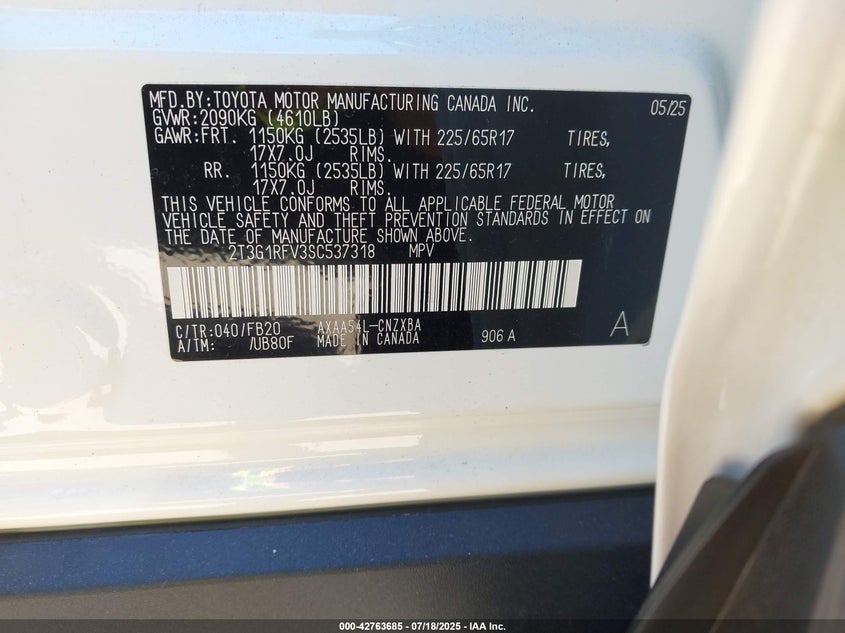 MFD.BY:TOYOTA MOTOR MANUFACTURING CANADA INC. 05/25
GVWR:2090KG (4610LB)
GAWR:FRT. 1150KG (2535LB) WITH 225/65R17 TIRES,
17X7.0J RIMS.
RR. 1150KG (2535LB) WITH 225/65R17 TIRES,
17X7.0J RIMS.
THIS VEHICLE CONFORMS TO ALL APPLICABLE FEDERAL MOTOR
VEHICLE SAFETY AND THEFT PREVENTION STANDARDS IN EFFECT ON
THE DATE OF MANUFACTURE SHOWN ABOVE.
2T3G1RFV3SC537318 MPV
C/TR:040/FB20 AXAA54L-CNZXBA
A/TM: /UB80F MADE IN CANADA 906 A A
000-42763685 - 07/18/2025 - IAA Inc.